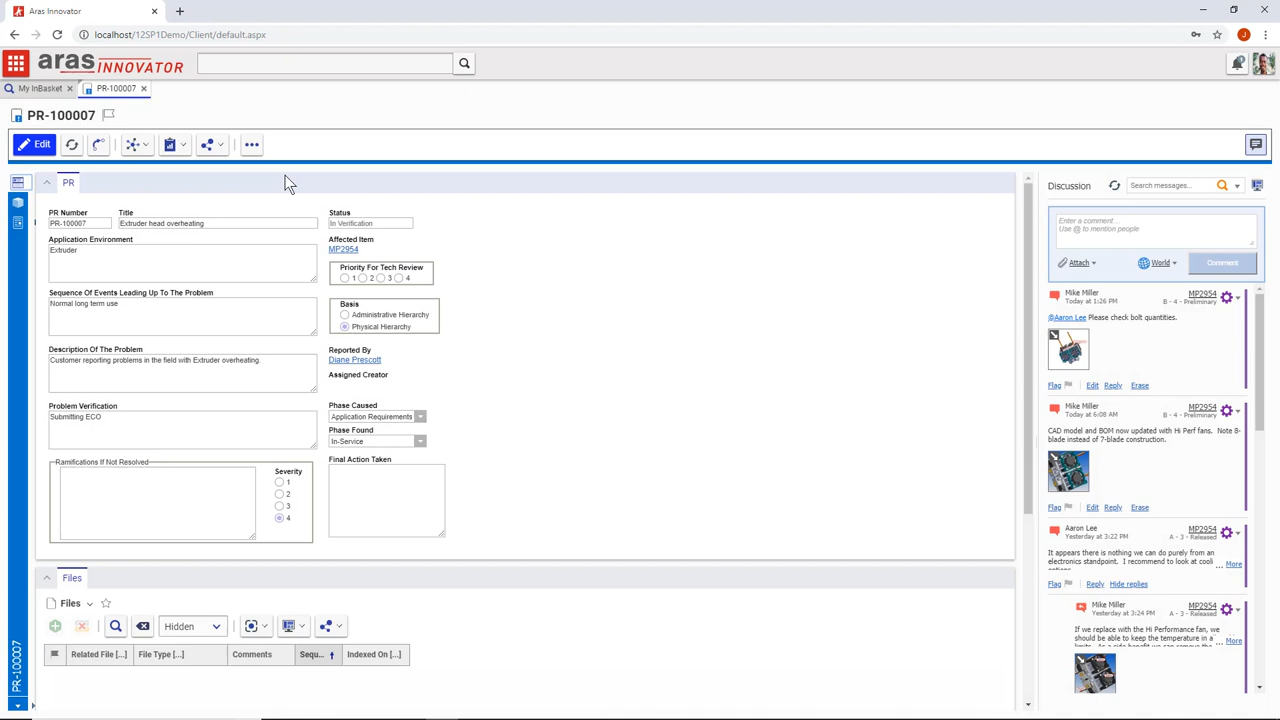 Aras Innovator
localhost/12SP1Demo/Client/default.aspx
J
aras INNOVATOR
My InBasket
PR-100007
PR-100007
Edit
PR
PR Number
Title
Status
PR-100007
Extruder head overheating
In Verification
Application Environment
Affected Item
Extruder
MP2954
Priority For Tech Review
1 2 3 4
Sequence Of Events Leading Up To The Problem
Normal long term use
Basis
Administrative Hierarchy
Physical Hierarchy
Description Of The Problem
Customer reporting problems in the field with Extruder overheating.
Reported By
Diane Prescott
Assigned Creator
Problem Verification
Submitting ECO
Phase Caused
Application Requirements
Phase Found
In-Service
Ramifications If Not Resolved
Severity
1
2
3
4
Final Action Taken
Files
Files
Hidden
Related File [...]
File Type [...]
Comments
Sequ...
Indexed On [...]
PR-100007
Discussion
Search messages...
Enter a comment...
Use @ to mention people
Attach
World
Comment
Mike Miller
MP2954
Today at 1:26 PM
B - 4 - Preliminary
@Aaron Lee Please check bolt quantities.
Flag
Edit Reply Erase
Mike Miller
MP2954
Today at 6:08 AM
B - 4 - Preliminary
CAD model and BOM now updated with Hi Perf fans. Note 8-
blade instead of 7-blade construction.
Flag
Edit Reply Erase
Aaron Lee
MP2954
Yesterday at 3:22 PM
A - 3 - Released
It appears there is nothing we can do purely from an
electronics standpoint. I recommend to look at cooli
... More
Flag
Reply Hide replies
Mike Miller
MP2954
Yesterday at 3:24 PM
A - 3 - Released
If we replace with the Hi Performance fan, we
should be able to keep the temperature in a
... More